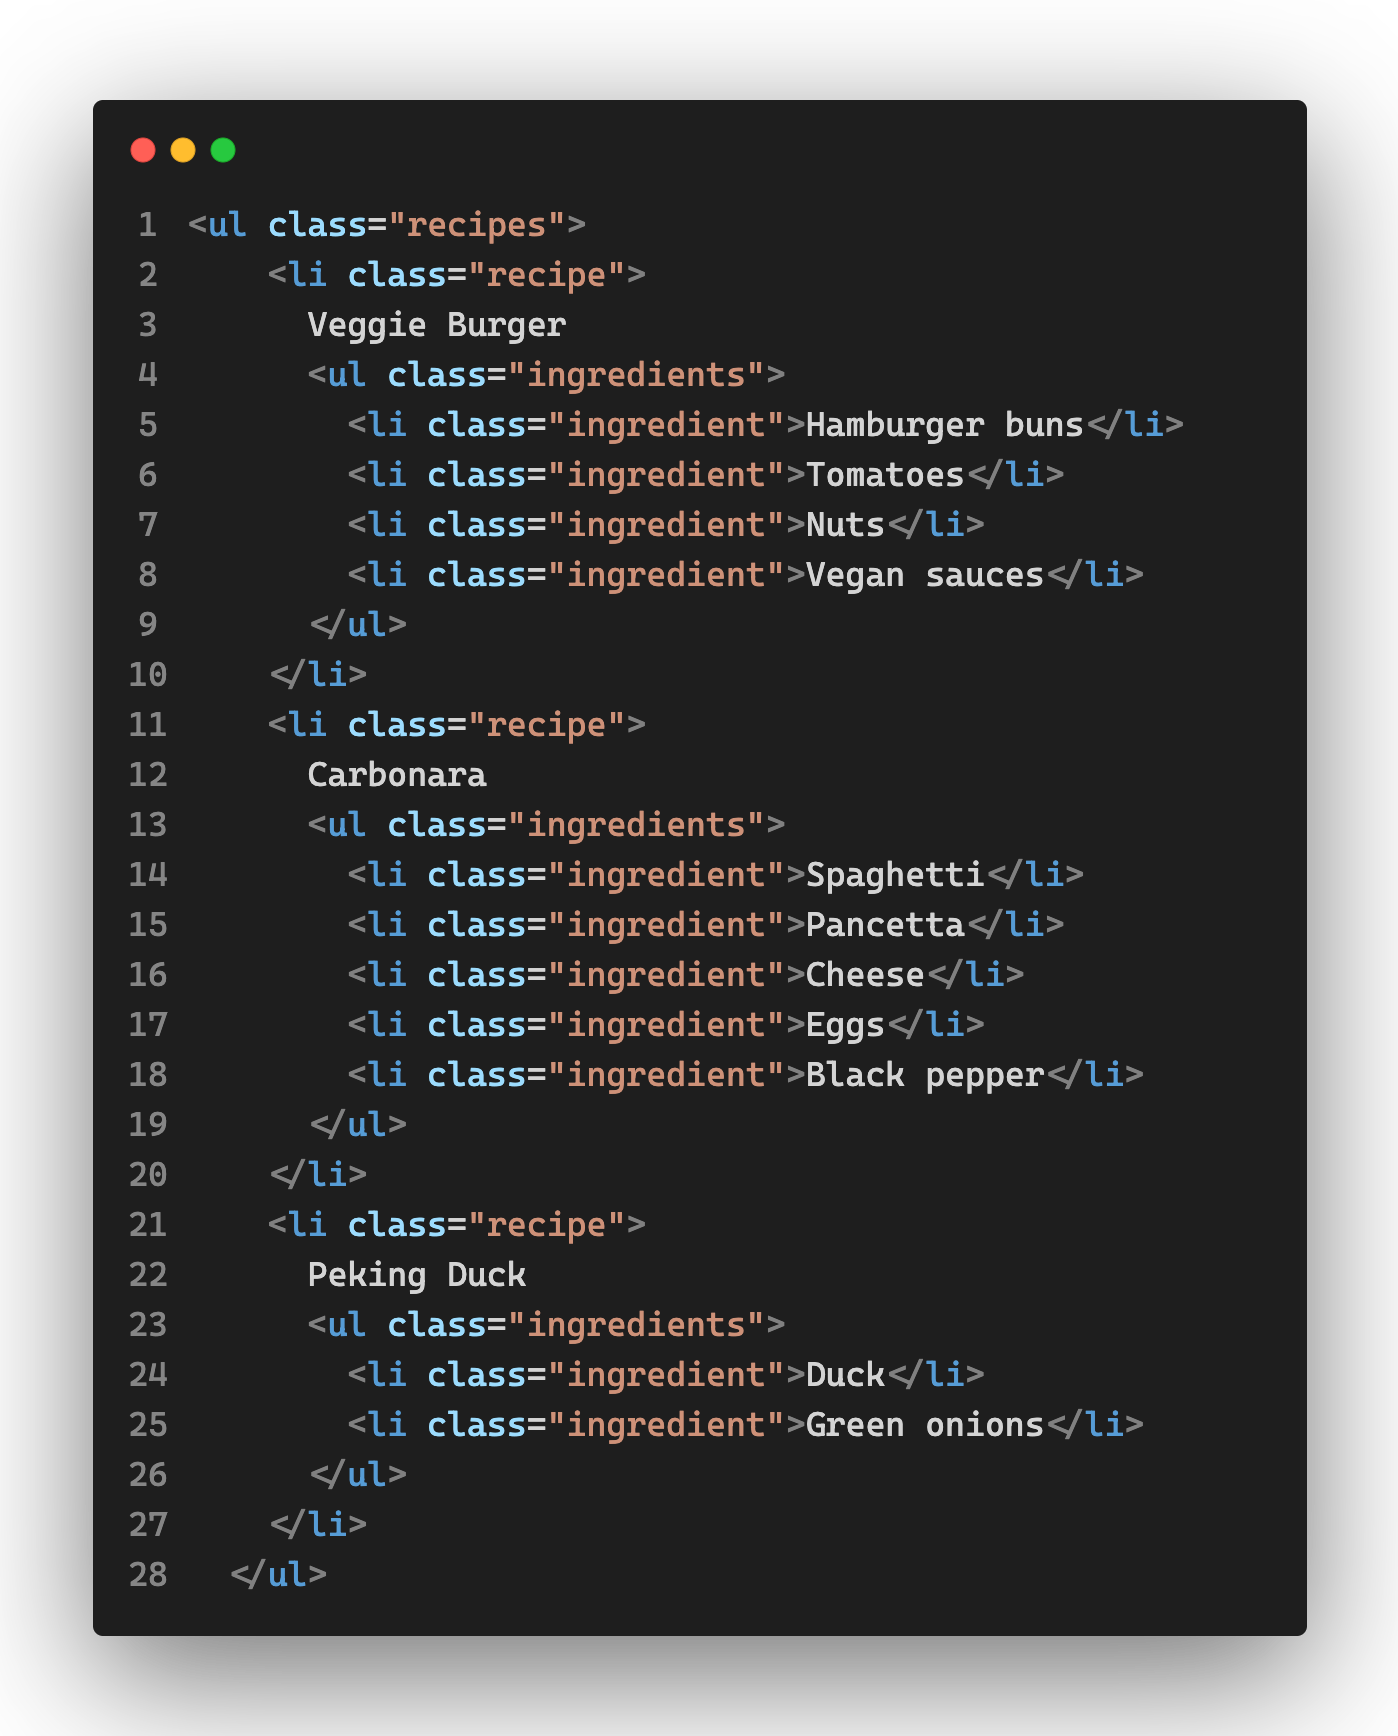 1 <ul class="recipes">
2     <li class="recipe">
3       Veggie Burger
4       <ul class="ingredients">
5         <li class="ingredient">Hamburger buns</li>
6         <li class="ingredient">Tomatoes</li>
7         <li class="ingredient">Nuts</li>
8         <li class="ingredient">Vegan sauces</li>
9       </ul>
10     </li>
11     <li class="recipe">
12       Carbonara
13       <ul class="ingredients">
14         <li class="ingredient">Spaghetti</li>
15         <li class="ingredient">Pancetta</li>
16         <li class="ingredient">Cheese</li>
17         <li class="ingredient">Eggs</li>
18         <li class="ingredient">Black pepper</li>
19       </ul>
20     </li>
21     <li class="recipe">
22       Peking Duck
23       <ul class="ingredients">
24         <li class="ingredient">Duck</li>
25         <li class="ingredient">Green onions</li>
26       </ul>
27     </li>
28   </ul>